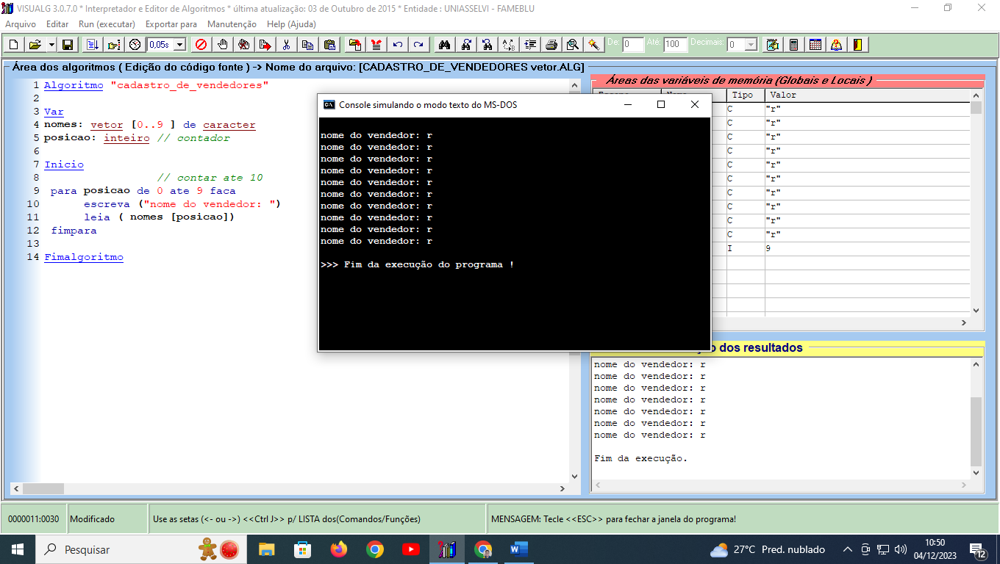 VISUALG 3.0.7.0 * Interpretador e Editor de Algoritmos * última atualização: 03 de Outubro de 2015 * Entidade : UNIASSELVI - FAMEBLU
Arquivo Editar Run (executar) Exportar para Manutenção Help (Ajuda)
0,05s De: 0 Até: 100 Decimais: 0
Área dos algoritmos ( Edição do código fonte ) -> Nome do arquivo: [CADASTRO_DE_VENDEDORES vetor.ALG]
1 Algoritmo "cadastro_de_vendedores"
2
3 Var
4 nomes: vetor [0..9 ] de caracter
5 posicao: inteiro // contador
6
7 Inicio
8 // contar ate 10
9 para posicao de 0 ate 9 faca
10 escreva ("nome do vendedor: ")
11 leia ( nomes [posicao])
12 fimpara
13
14 Fimalgoritmo
Console simulando o modo texto do MS-DOS
nome do vendedor: r
nome do vendedor: r
nome do vendedor: r
nome do vendedor: r
nome do vendedor: r
nome do vendedor: r
nome do vendedor: r
nome do vendedor: r
nome do vendedor: r
nome do vendedor: r
>>> Fim da execução do programa !
Áreas das variáveis de memória (Globais e Locais )
Tipo Valor
C "r"
C "r"
C "r"
C "r"
C "r"
C "r"
C "r"
C "r"
C "r"
C "r"
I 9
dos resultados
nome do vendedor: r
nome do vendedor: r
nome do vendedor: r
nome do vendedor: r
nome do vendedor: r
nome do vendedor: r
nome do vendedor: r
Fim da execução.
0000011:0030 Modificado Use as setas (<- ou ->) <<Ctrl J>> p/ LISTA dos(Comandos/Funções) MENSAGEM: Tecle <<ESC>> para fechar a janela do programa!
Pesquisar 27°C Pred. nublado 10:50
04/12/2023 12